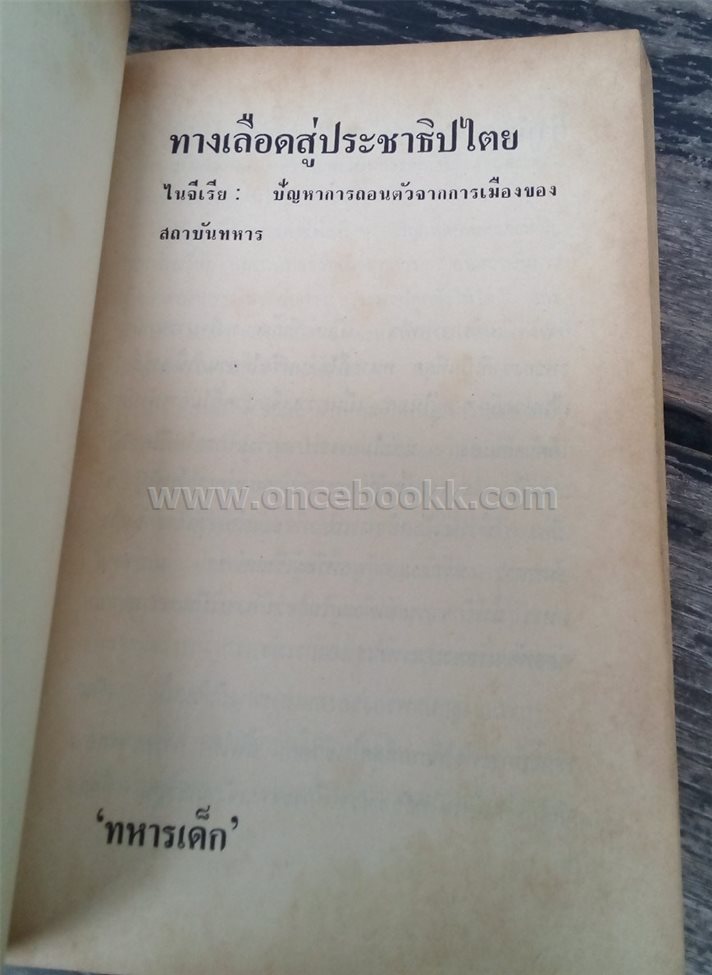 ทางเลือดสู่ประชาธิปไตย
ไนจีเรีย : ปัญหาการถอนตัวจากการเมืองของ
สถาบันทหาร
www.oncebookk.com
‘ทหารเด็ก’